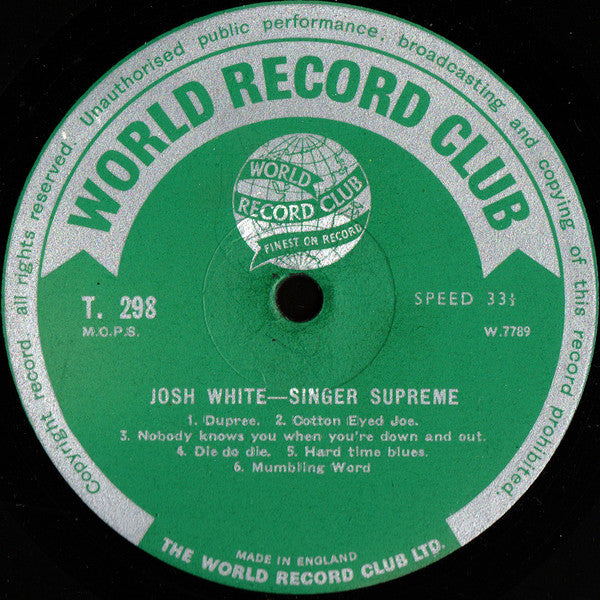 Copyright record all rights reserved. Unauthorised public performance, broadcasting and copying of this record prohibited.
WORLD RECORD CLUB
WORLD
RECORD CLUB
FINEST ON RECORD
T. 298
M.C.P.S.
SPEED 33⅓
W.7789
JOSH WHITE—SINGER SUPREME
1. Dupree. 2. Cotton Eyed Joe.
3. Nobody knows you when you're down and out.
4. Die do die. 5. Hard time blues.
6. Mumbling Word
MADE IN ENGLAND
THE WORLD RECORD CLUB LTD.